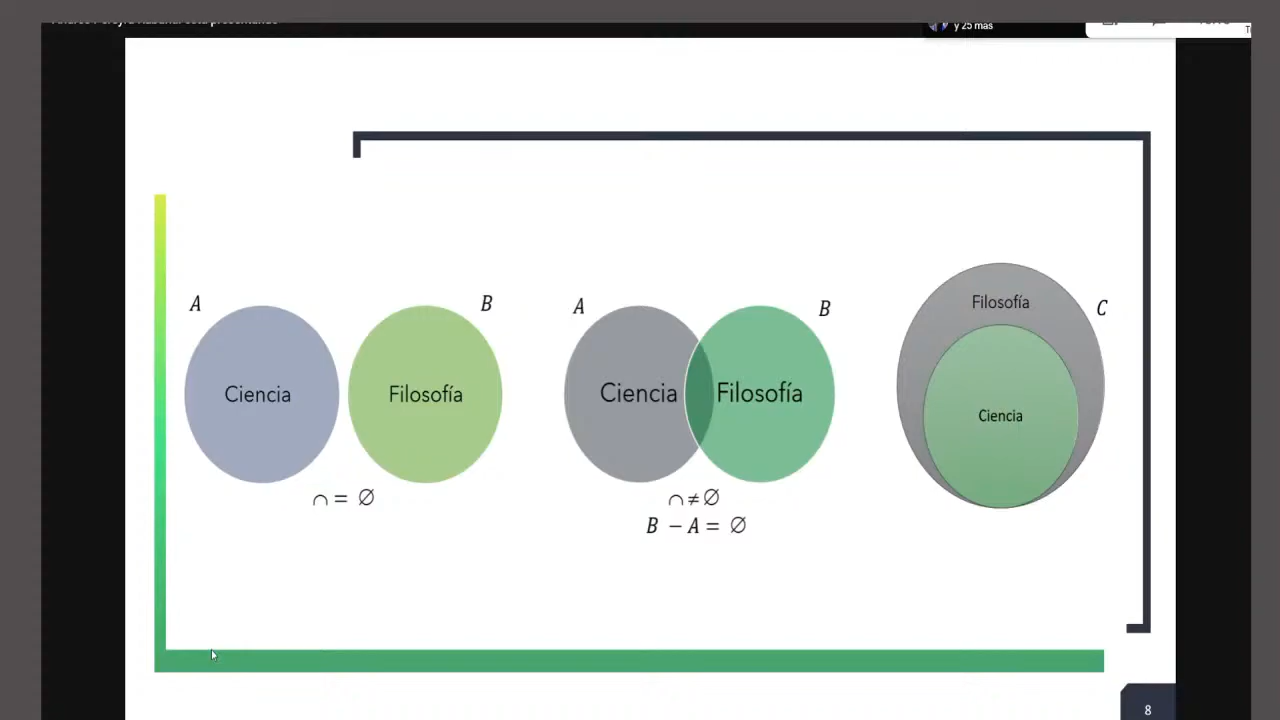 y 25 más
A
B
Ciencia
Filosofía
∩ = ∅
A
B
Ciencia
Filosofía
∩ ≠ ∅
B − A = ∅
Filosofía
C
Ciencia
8